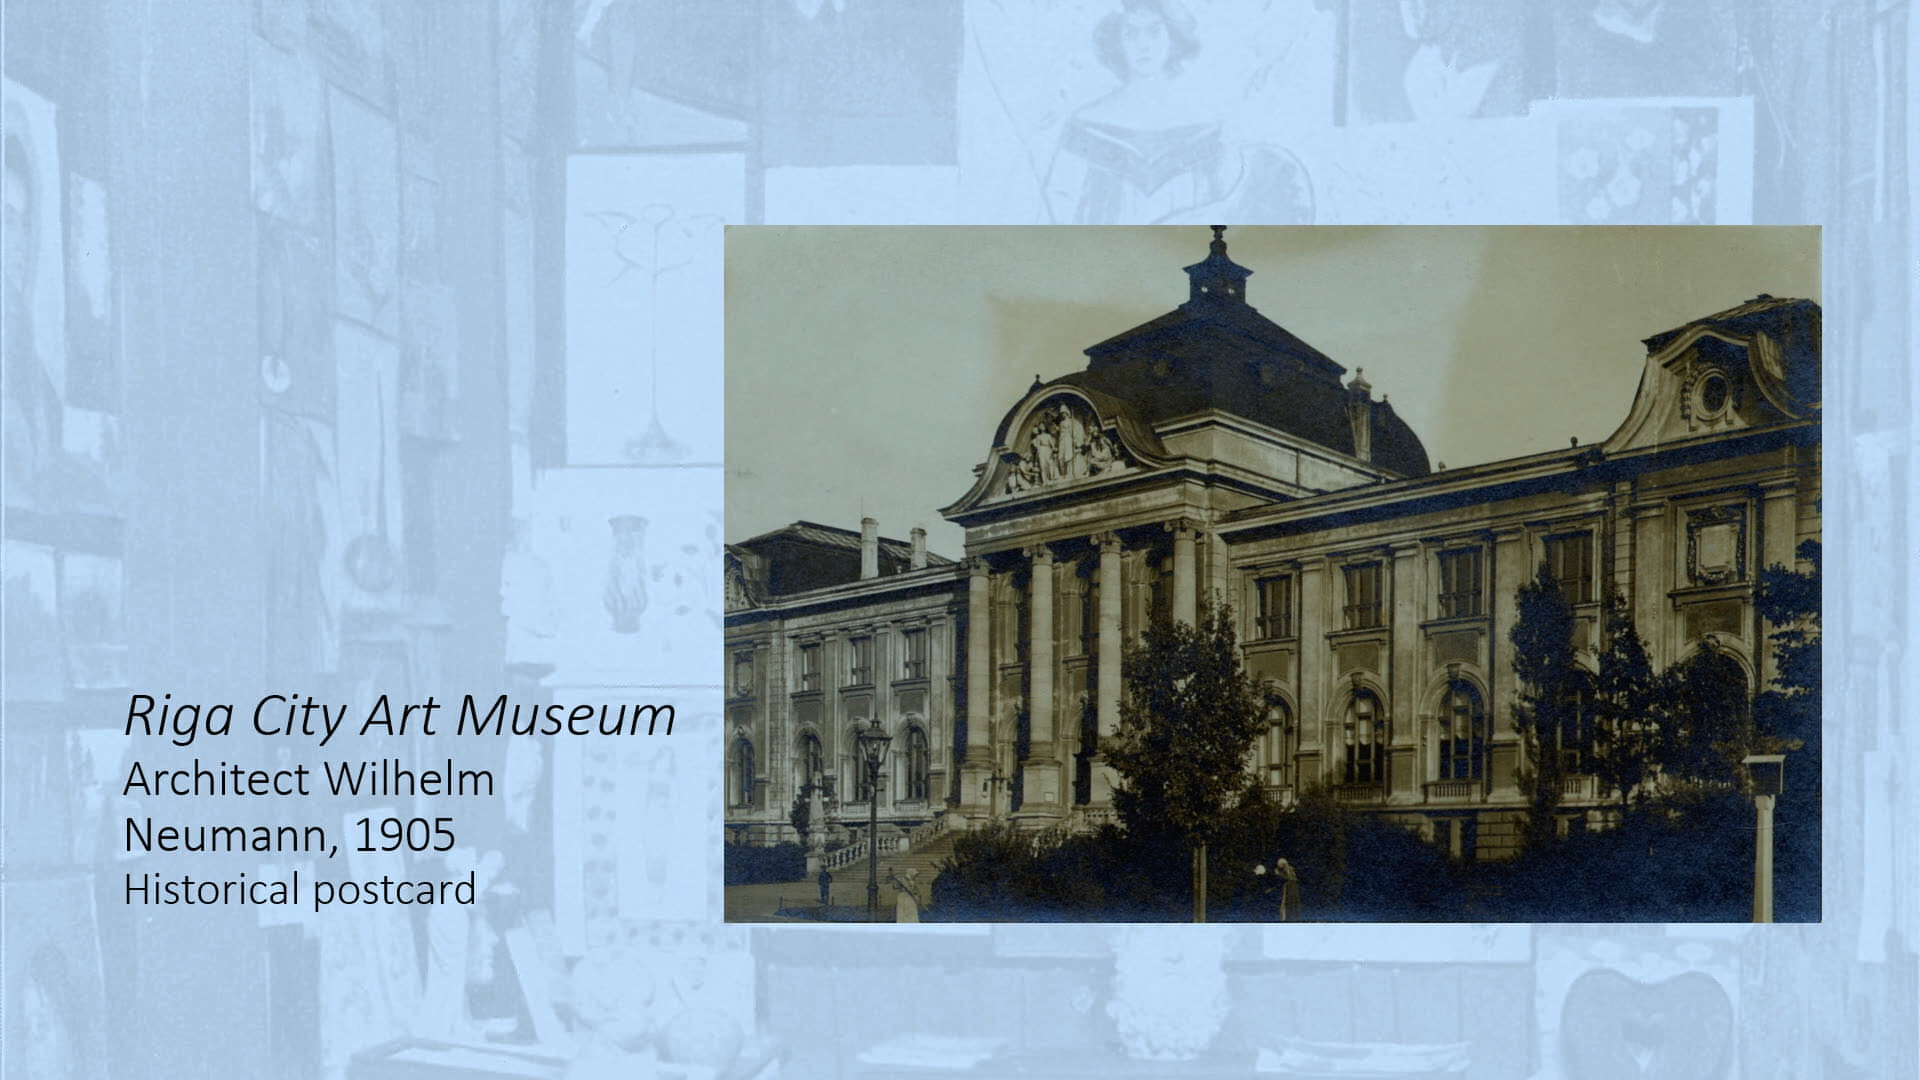 Riga City Art Museum
Architect Wilhelm
Neumann, 1905
Historical postcard